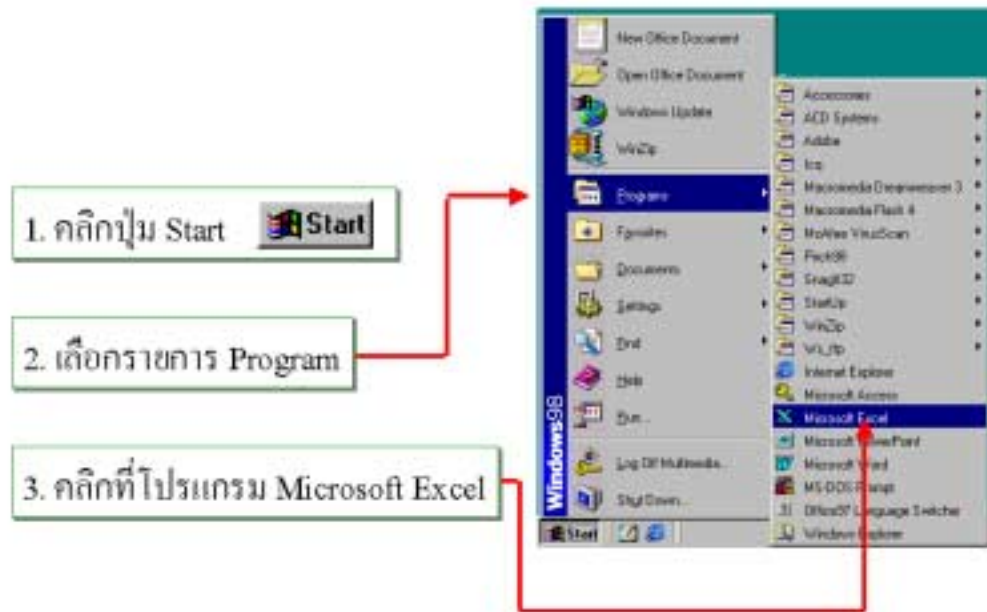 1. คลิกปุ่ม Start
Start
2. เลือกรายการ Program
3. คลิกที่โปรแกรม Microsoft Excel
New Office Document
Open Office Document
Windows Update
WinZip
Programs
Favorites
Documents
Settings
Find
Help
Run...
Log Off Multimedia...
Shut Down...
Windows98
Start
Accessories
ACD Systems
Adobe
Icq
Macromedia Dreamweaver 3
Macromedia Flash 4
McAfee VirusScan
SnagIt32
StartUp
WinZip
Ws_ftp
Internet Explorer
Microsoft Access
Microsoft Excel
Microsoft PowerPoint
Microsoft Word
MS-DOS Prompt
Office97 Language Switcher
Windows Explorer